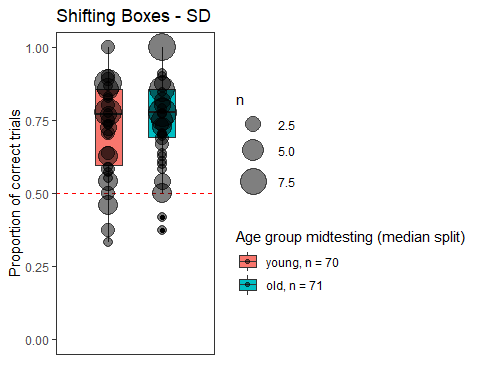 Shifting Boxes - SD
Proportion of correct trials
1.00
0.75
0.50
0.25
0.00
n
2.5
5.0
7.5
Age group midtesting (median split)
young, n = 70
old, n = 71